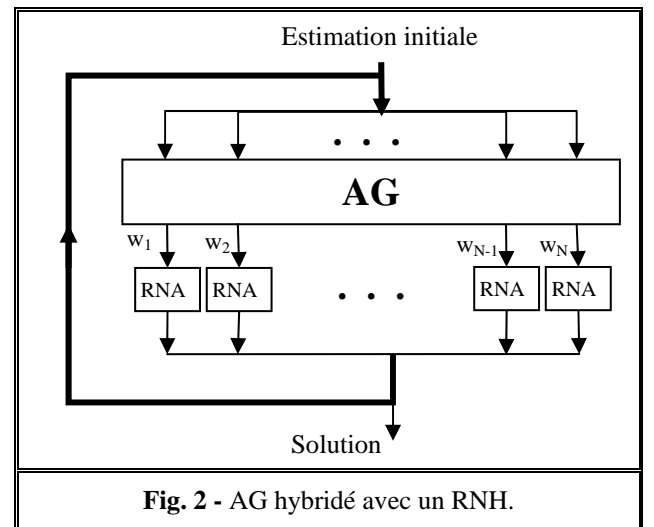 Estimation initiale
. . .
AG
w1 w2 wN-1 wN
RNA RNA . . . RNA RNA
Solution
Fig. 2 - AG hybridé avec un RNH.